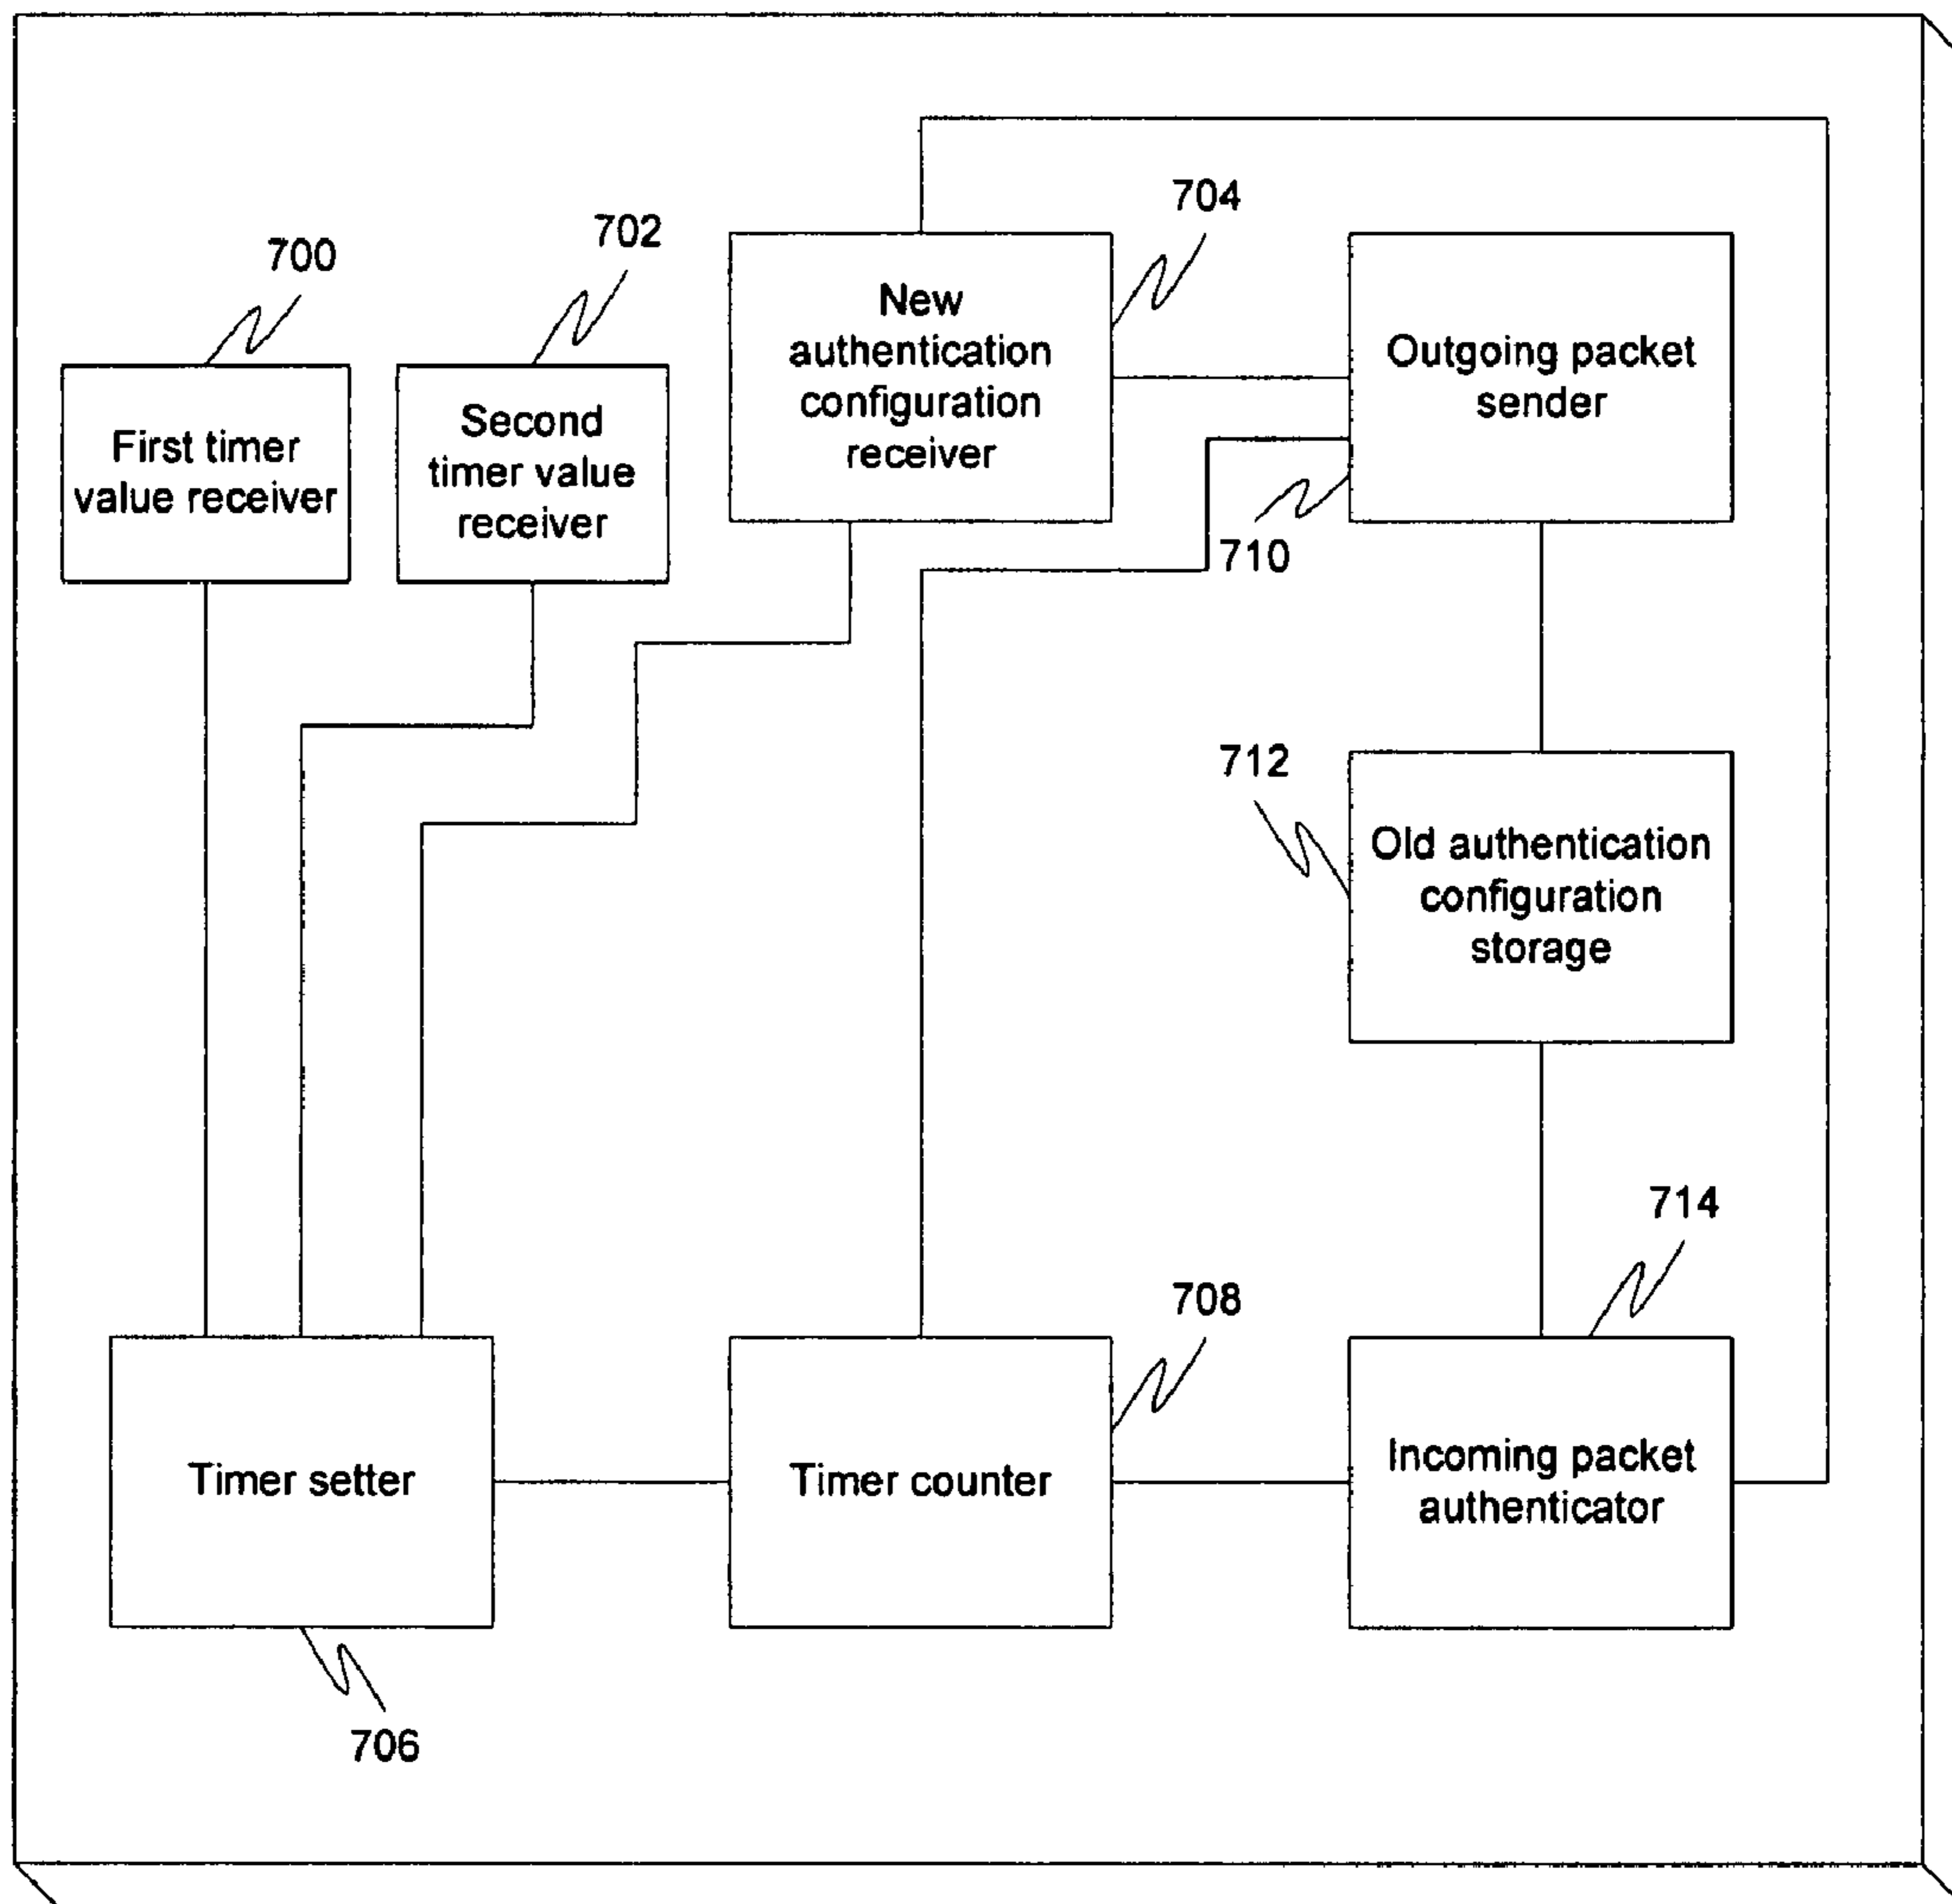 700
702
704
First timer
value receiver
Second
timer value
receiver
New
authentication
configuration
receiver
Outgoing packet
sender
710
712
Old authentication
configuration
storage
714
708
Timer setter
Timer counter
Incoming packet
authenticator
706